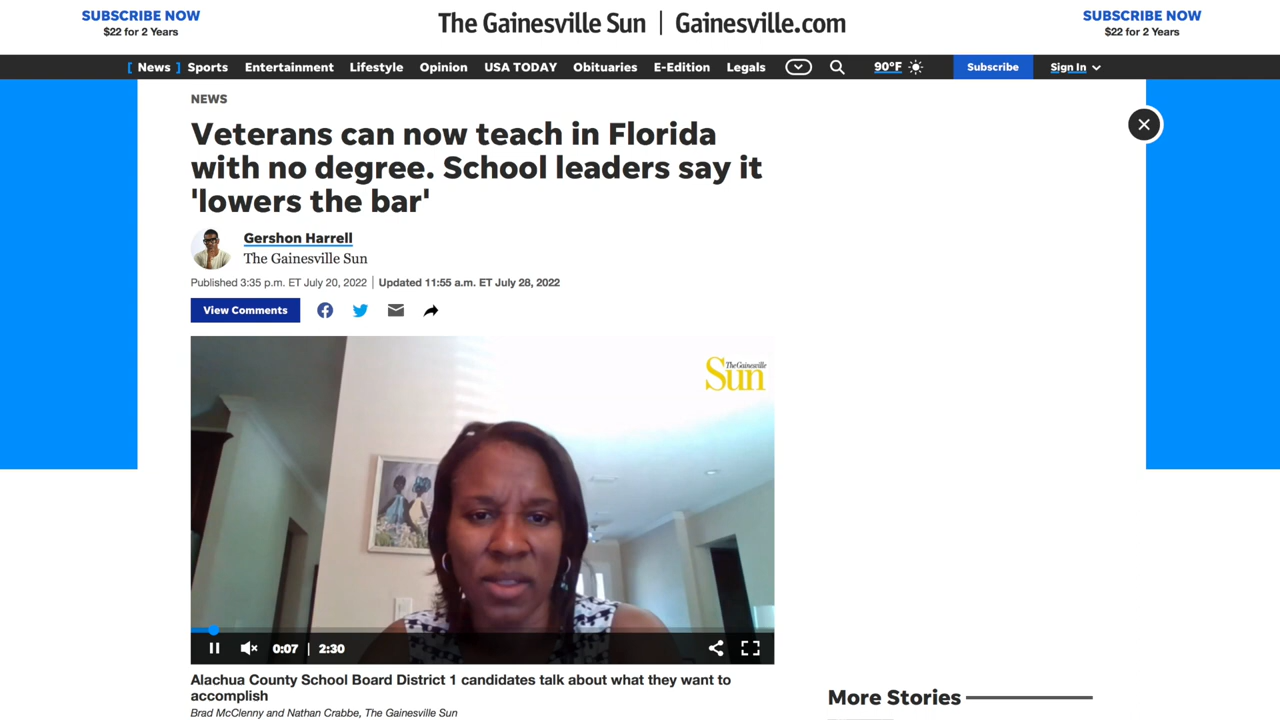 SUBSCRIBE NOW
$22 for 2 Years
The Gainesville Sun | Gainesville.com
SUBSCRIBE NOW
$22 for 2 Years
[ News ] Sports Entertainment Lifestyle Opinion USA TODAY Obituaries E-Edition Legals 90°F Subscribe Sign In
NEWS
Veterans can now teach in Florida
with no degree. School leaders say it
'lowers the bar'
Gershon Harrell
The Gainesville Sun
Published 3:35 p.m. ET July 20, 2022 | Updated 11:55 a.m. ET July 28, 2022
View Comments
The Gainesville
Sun
0:07 | 2:30
Alachua County School Board District 1 candidates talk about what they want to
accomplish
Brad McClenny and Nathan Crabbe, The Gainesville Sun
More Stories